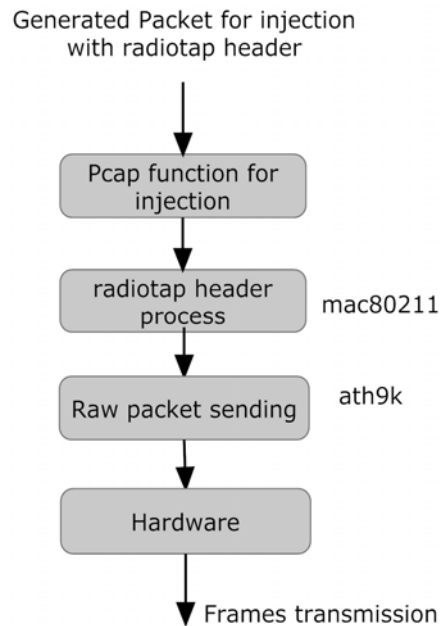 Generated Packet for injection
with radiotap header
Pcap function for
injection
radiotap header
process
mac80211
Raw packet sending
ath9k
Hardware
Frames transmission